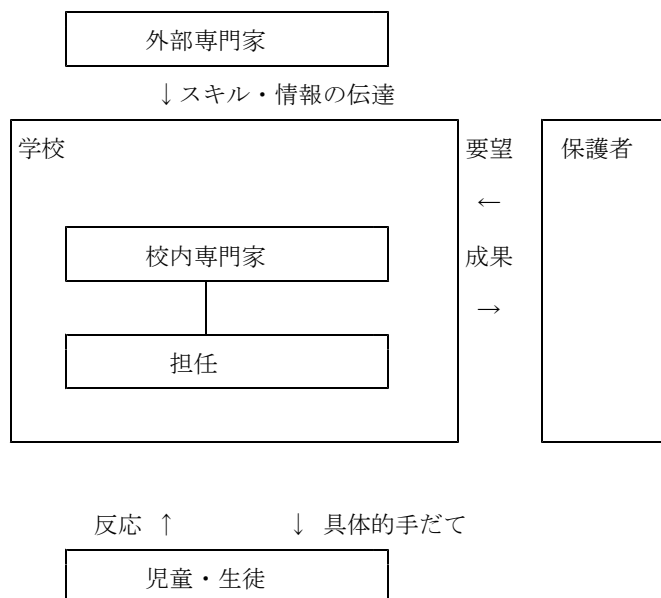 外部専門家
↓スキル・情報の伝達
学校
要望
保護者
←
校内専門家
成果
→
担任
反応 ↑ ↓ 具体的手だて
児童・生徒